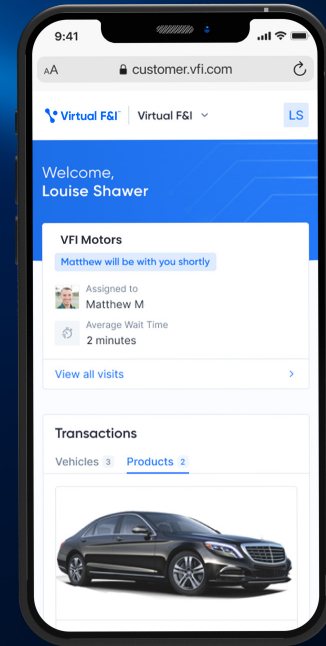 9:41
AA customer.vfi.com
Virtual F&I™ Virtual F&I LS
Welcome,
Louise Shawer
VFI Motors
Matthew will be with you shortly
Assigned to
Matthew M
Average Wait Time
2 minutes
View all visits
Transactions
Vehicles 3 Products 2